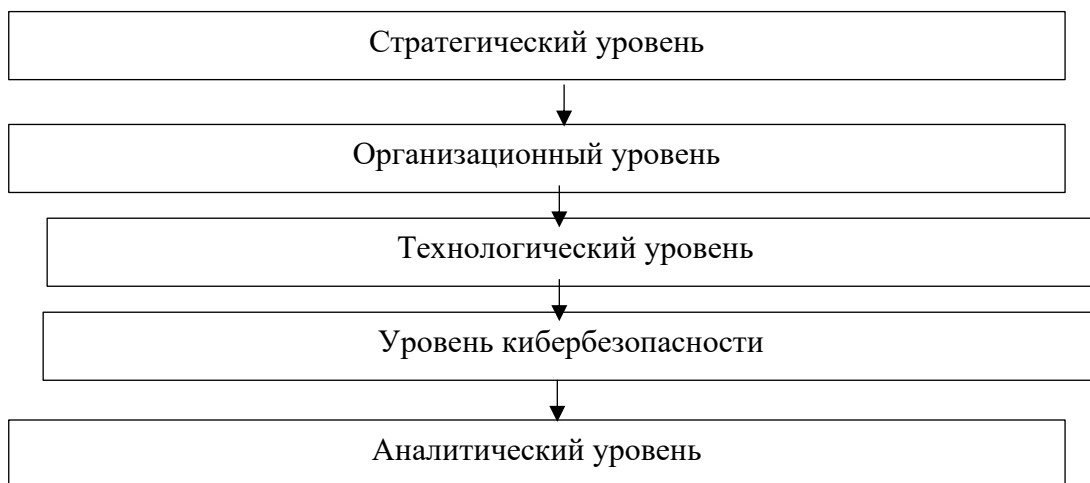 Стратегический уровень
Организационный уровень
Технологический уровень
Уровень кибербезопасности
Аналитический уровень